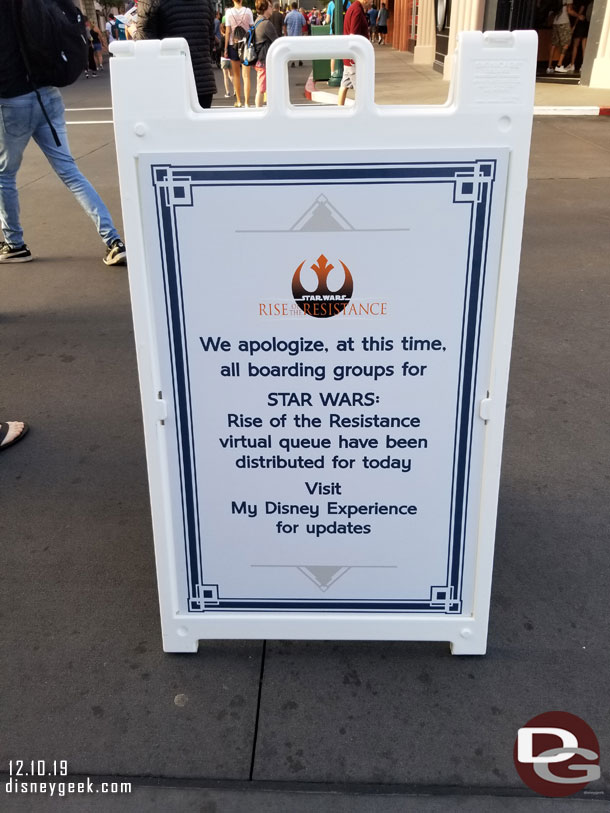 STAR WARS
RISE OF THE RESISTANCE
We apologize, at this time,
all boarding groups for
STAR WARS:
Rise of the Resistance
virtual queue have been
distributed for today
Visit
My Disney Experience
for updates
12.10.19
disneygeek.com
DG